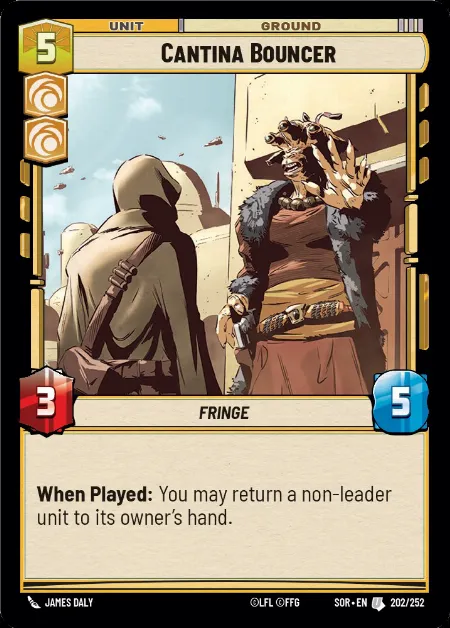 5
UNIT
GROUND
CANTINA BOUNCER
3
FRINGE
5
When Played: You may return a non-leader
unit to its owner's hand.
JAMES DALY
©LFL ©FFG
SOR • EN
U
202/252